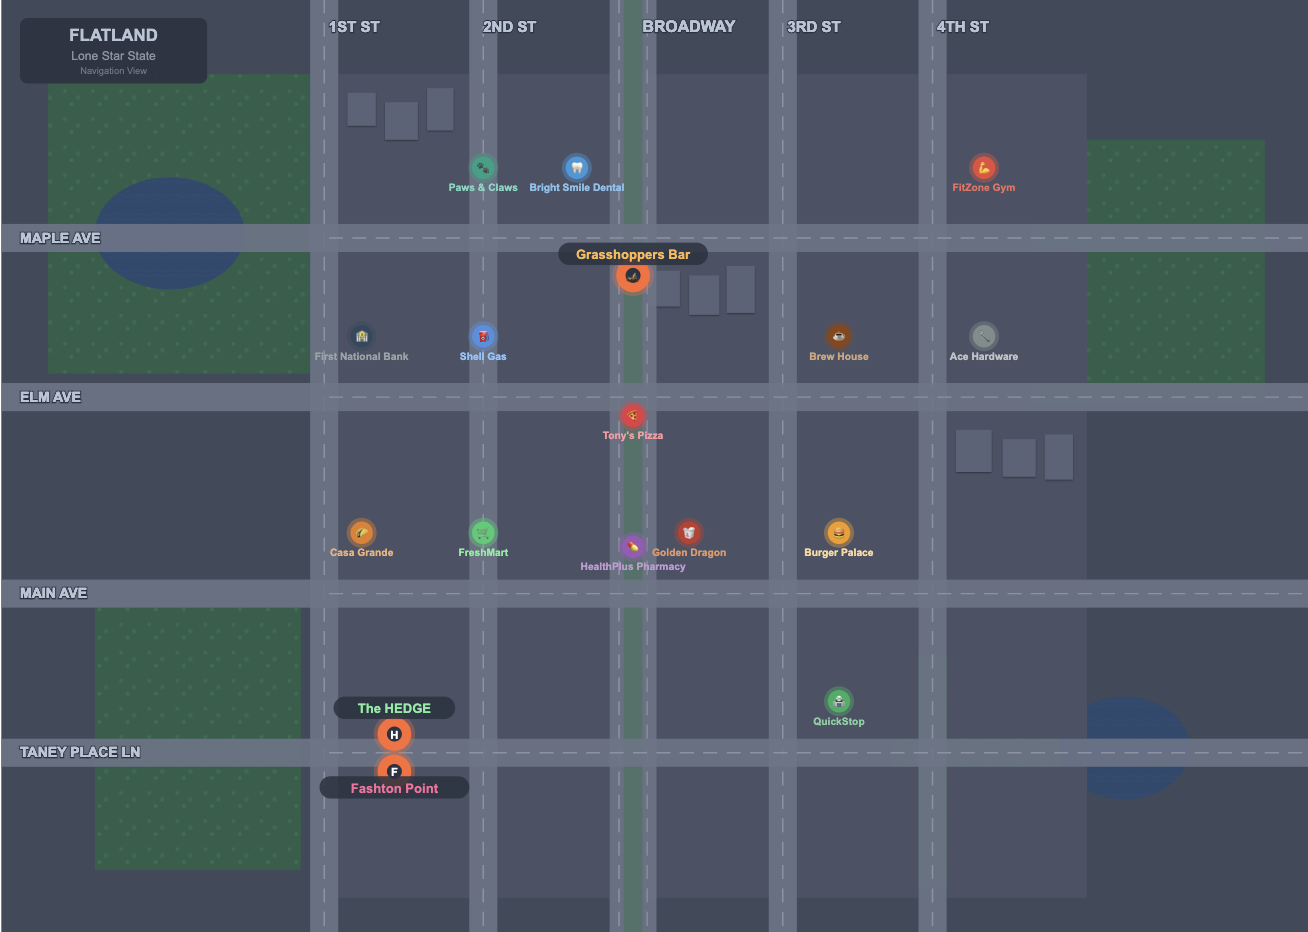 FLATLAND
Lone Star State
Navigation View
1ST ST
2ND ST
BROADWAY
3RD ST
4TH ST
Paws & Claws
Bright Smile Dental
FitZone Gym
MAPLE AVE
Grasshoppers Bar
First National Bank
Shell Gas
Brew House
Ace Hardware
ELM AVE
Tony's Pizza
Casa Grande
FreshMart
HealthPlus Pharmacy
Golden Dragon
Burger Palace
MAIN AVE
The HEDGE
H
QuickStop
TANEY PLACE LN
F
Fashton Point